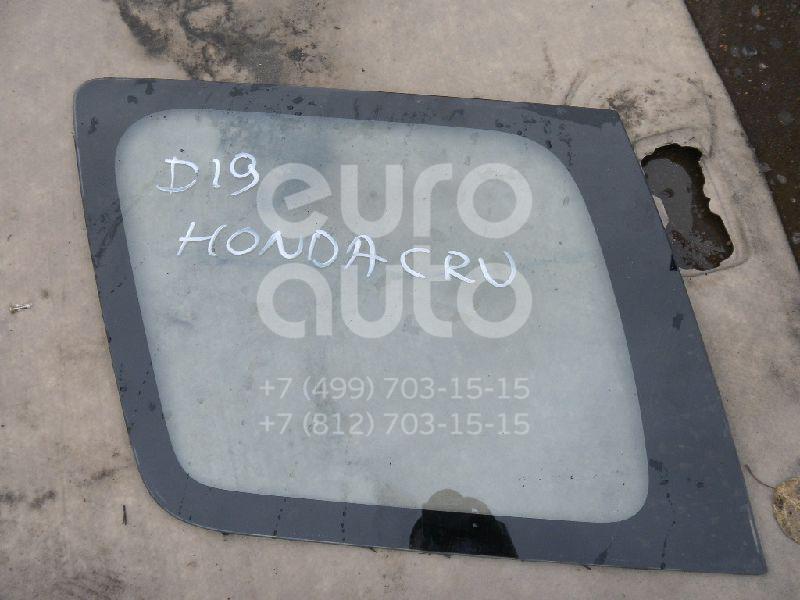 D19
HONDA CRV
euro
auto
+7 (499) 703-15-15
+7 (812) 703-15-15